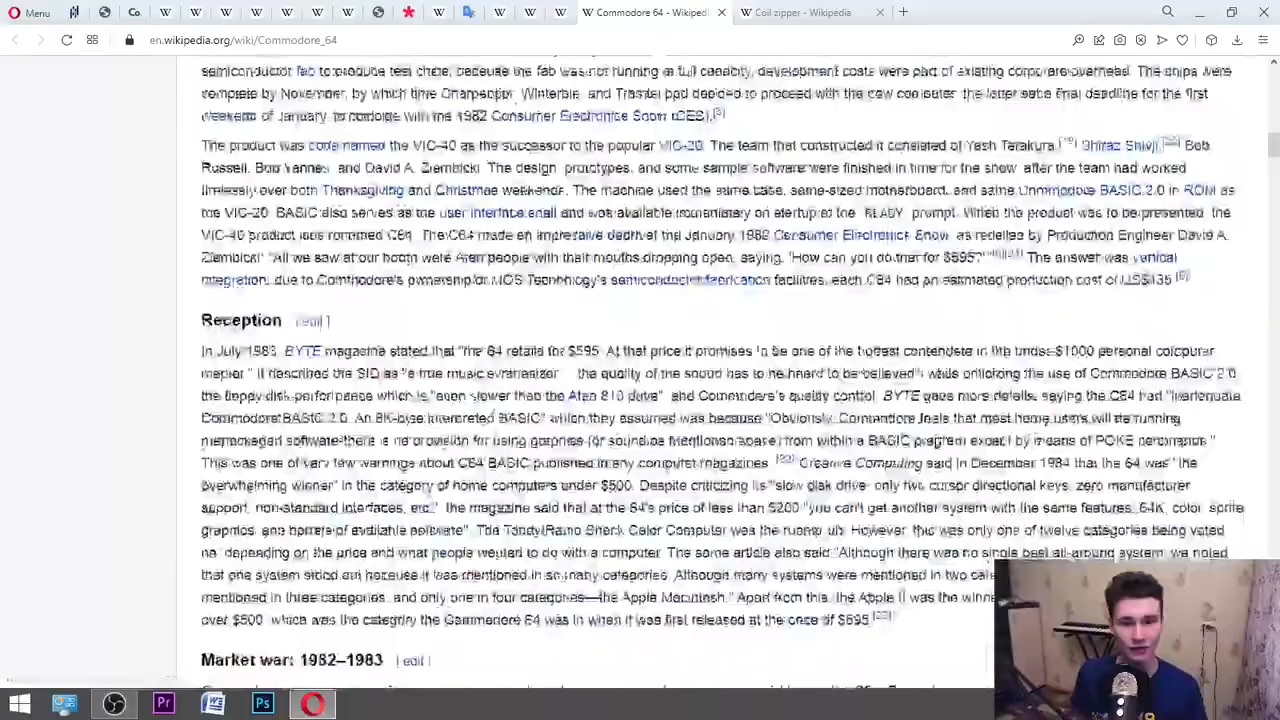 Menu
Co.
Commodore 64 - Wikipedi
Coil zipper - Wikipedia
en.wikipedia.org/wiki/Commodore_64
semiconductor fab to produce test chips; because the fab was not running at full capacity, development costs were part of existing corporate overhead. The chips were
complete by November, by which time Charpentier, Winterble, and Tramiel had decided to proceed with the new computer; the latter set a final deadline for the first
weekend of January, to coincide with the 1982 Consumer Electronics Show (CES).
The product was code named the VIC-40 as the successor to the popular VIC-20. The team that constructed it consisted of Yash Terakura, Shiraz Shivji, Bob
Russell, Bob Yannes, and David A. Ziembicki. The design, prototypes, and some sample software were finished in time for the show, after the team had worked
tirelessly over both Thanksgiving and Christmas weekends. The machine used the same case, same-sized motherboard, and same Commodore BASIC 2.0 in ROM as
the VIC-20. BASIC also served as the user interface shell and was available immediately on startup at the READY prompt. When the product was to be presented, the
VIC-40 product was renamed C64. The C64 made an impressive debut at the January 1982 Consumer Electronics Show, as recalled by Production Engineer David A.
Ziembicki: "All we saw at our booth were Atari people with their mouths dropping open, saying, 'How can you do that for $595?'" The answer was vertical
integration; due to Commodore's ownership of MOS Technology's semiconductor fabrication facilities, each C64 had an estimated production cost of US$135.
Reception [edit]
In July 1983, BYTE magazine stated that "the 64 retails for $595. At that price it promises to be one of the hottest contenders in the under-$1000 personal computer
market." It described the SID as "a true music synthesizer ... the quality of the sound has to be heard to be believed", while criticizing the use of Commodore BASIC 2.0,
the floppy disk performance which is "even slower than the Atari 810 drive", and Commodore's quality control. BYTE gave more details, saying the C64 had "inadequate
Commodore BASIC 2.0. An 8K-byte interpreted BASIC" which they assumed was because "Obviously, Commodore feels that most home users will be running
prepackaged software - there is no provision for using graphics (or sound as mentioned above) from within a BASIC program except by means of POKE commands."
This was one of very few warnings about C64 BASIC published in any computer magazines. Creative Computing said in December 1984 that the 64 was "the
overwhelming winner" in the category of home computers under $500. Despite criticizing its "slow disk drive, only two cursor directional keys, zero manufacturer
support, non-standard interfaces, etc.", the magazine said that at the 64's price of less than $200 "you can't get another system with the same features: 64K, color, sprite
graphics, and barrels of available software". The Tandy/Radio Shack Color Computer was the runner up. However, this was only one of twelve categories being voted
on, depending on the price and what people wanted to do with a computer. The same article also said "Although there was no single best all-around system, we noted
that one system stood out because it was mentioned in so many categories. Although many systems were mentioned in two cate
mentioned in three categories, and only one in four categories—the Apple Macintosh." Apart from this, the Apple II was the winne
over $500, which was the category the Commodore 64 was in when it was first released at the price of $595.
Market war: 1982–1983 [edit]